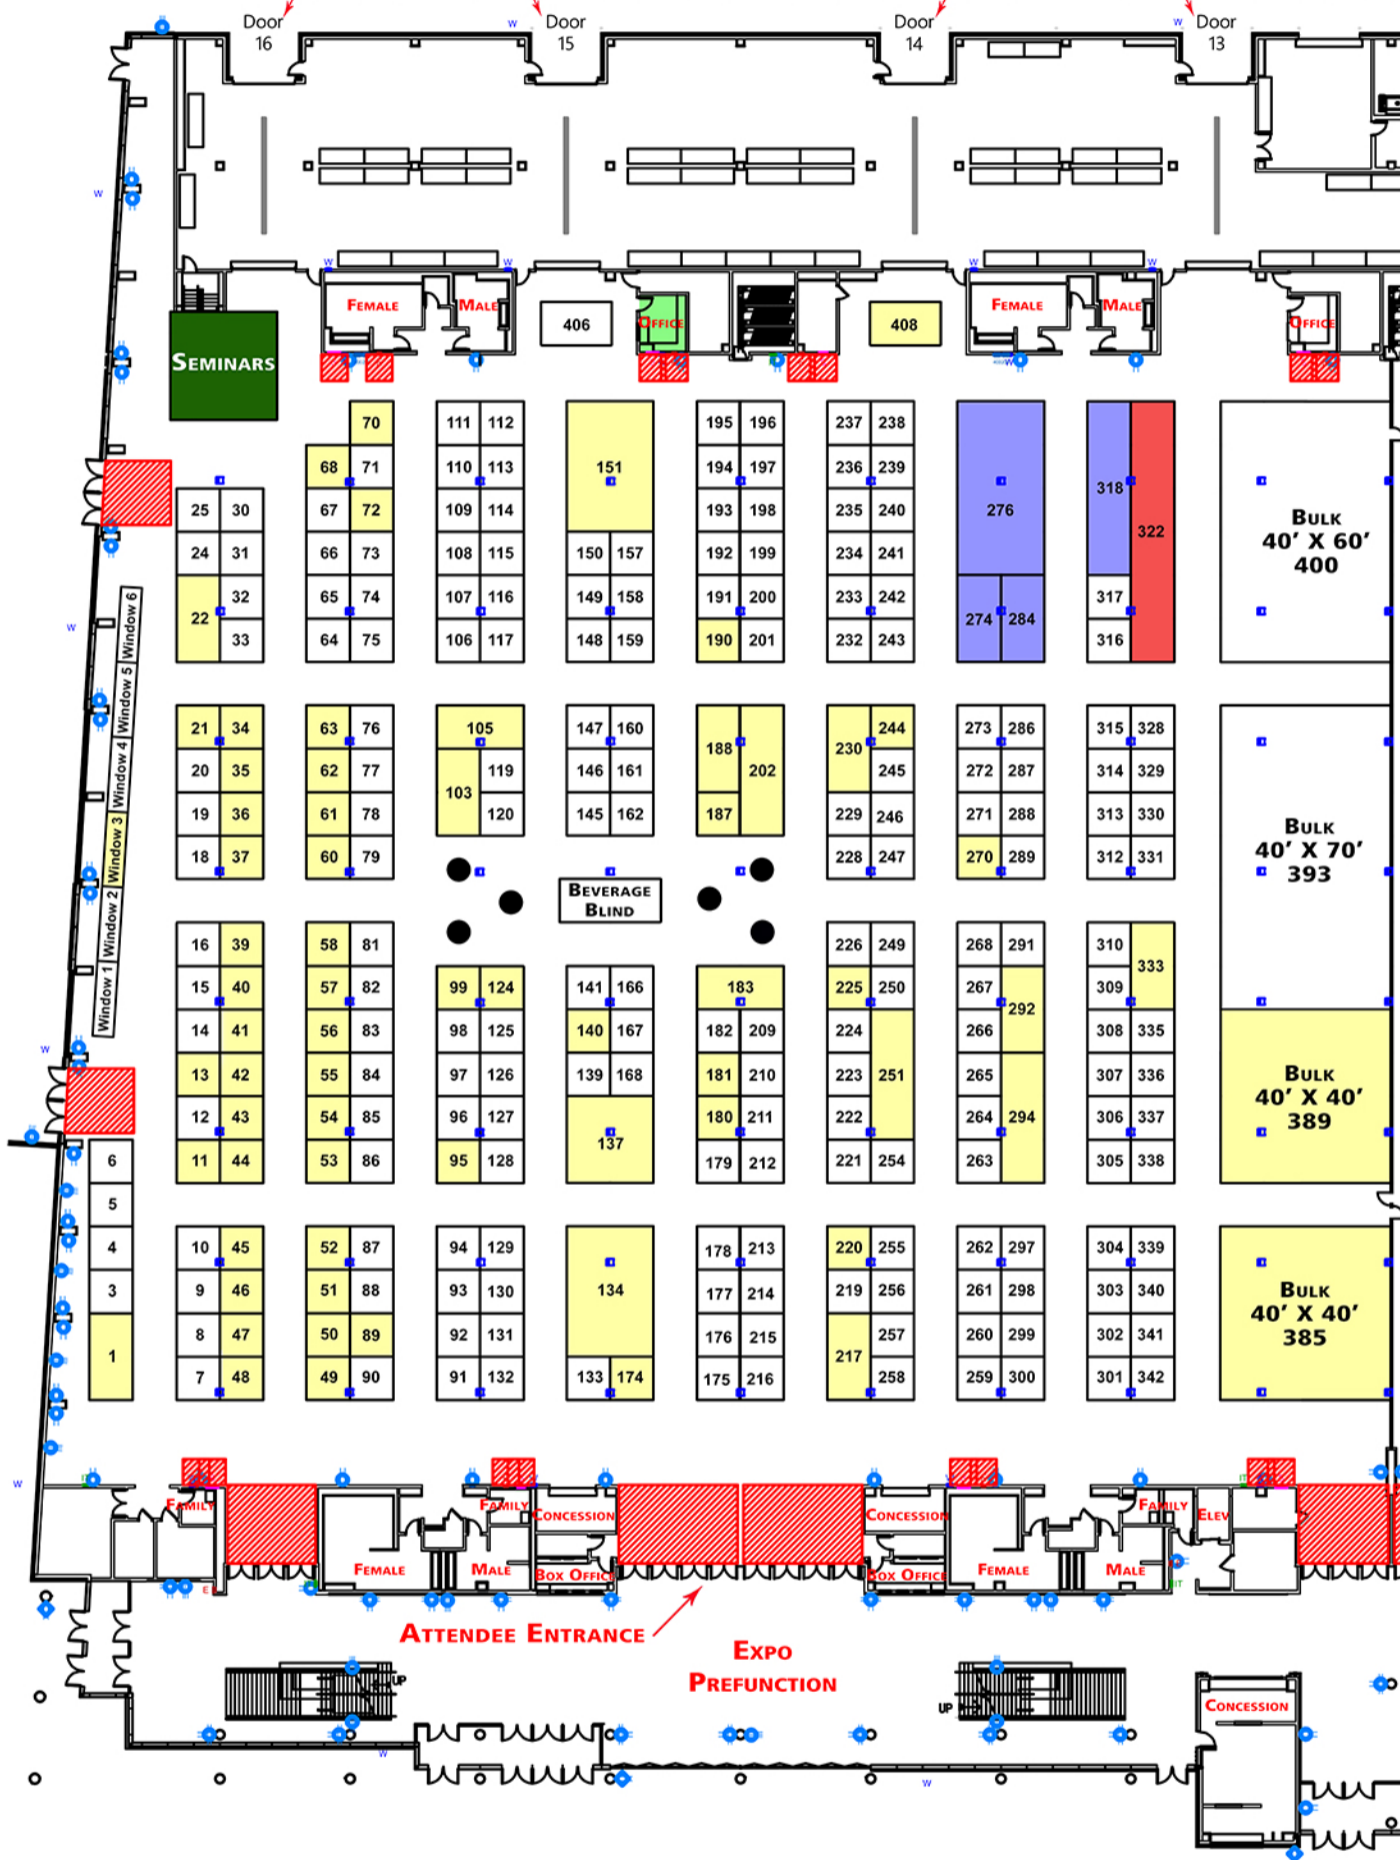 Door Door Door Door
16 15 14 13
W W
W
W W W W
FEMALE MALE FEMALE MALE
406 OFFICE 408 OFFICE
SEMINARS
W
70 111 112 195 196 237 238
68 71 110 113 151 194 197 236 239 318
25 30 67 72 109 114 193 198 235 240 276 BULK
24 31 66 73 108 115 150 157 192 199 234 241 322 40' X 60'
400
22 32 65 74 107 116 149 158 191 200 233 242 274 284 317
33 64 75 106 117 148 159 190 201 232 243 316
W
Window 6
Window 5
Window 4
Window 3
Window 2
Window 1
21 34 63 76 105 147 160 188 230 244 273 286 315 328
20 35 62 77 103 119 146 161 202 245 272 287 314 329
19 36 61 78 120 145 162 187 229 246 271 288 313 330
18 37 60 79 228 247 270 289 312 331
BULK
40' X 70'
393
BEVERAGE
BLIND
16 39 58 81 226 249 268 291 310 333
15 40 57 82 99 124 141 166 183 225 250 267 292 309
14 41 56 83 98 125 140 167 182 209 224 266 308 335
13 42 55 84 97 126 139 168 181 210 223 251 265 307 336
12 43 54 85 96 127 137 180 211 222 264 294 306 337
11 44 53 86 95 128 179 212 221 254 263 305 338
BULK
40' X 40'
389
W
6
5
4
3
1
10 45 52 87 94 129 134 178 213 220 255 262 297 304 339
9 46 51 88 93 130 177 214 219 256 261 298 303 340
8 47 50 89 92 131 176 215 217 257 260 299 302 341
7 48 49 90 91 132 133 174 175 216 258 259 300 301 342
BULK
40' X 40'
385
W
IT
FAMILY FAMILY CONCESSION CONCESSION FAMILY ELEV
FEMALE MALE BOX OFFICE BOX OFFICE FEMALE MALE
IT
ATTENDEE ENTRANCE
EXPO
PREFUNCTION
UP UP
CONCESSION
W
W